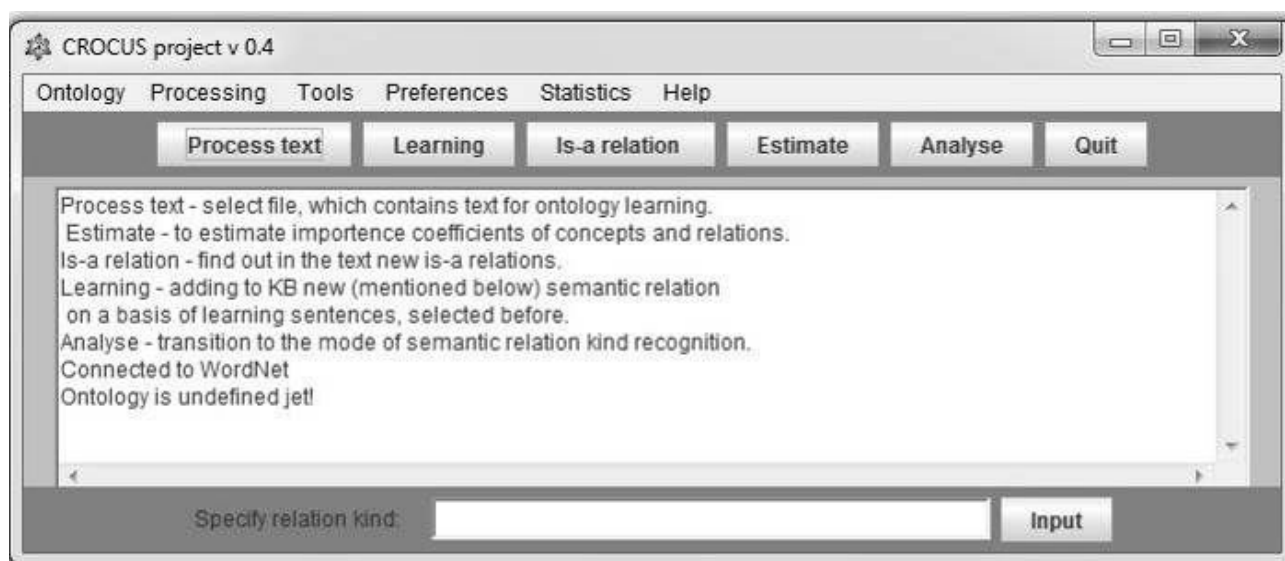 CROCUS project v 0.4
Ontology Processing Tools Preferences Statistics Help
Process text Learning Is-a relation Estimate Analyse Quit
Process text - select file, which contains text for ontology learning.
Estimate - to estimate importence coefficients of concepts and relations.
Is-a relation - find out in the text new is-a relations.
Learning - adding to KB new (mentioned below) semantic relation
on a basis of learning sentences, selected before.
Analyse - transition to the mode of semantic relation kind recognition.
Connected to WordNet
Ontology is undefined jet!
Specify relation kind: Input